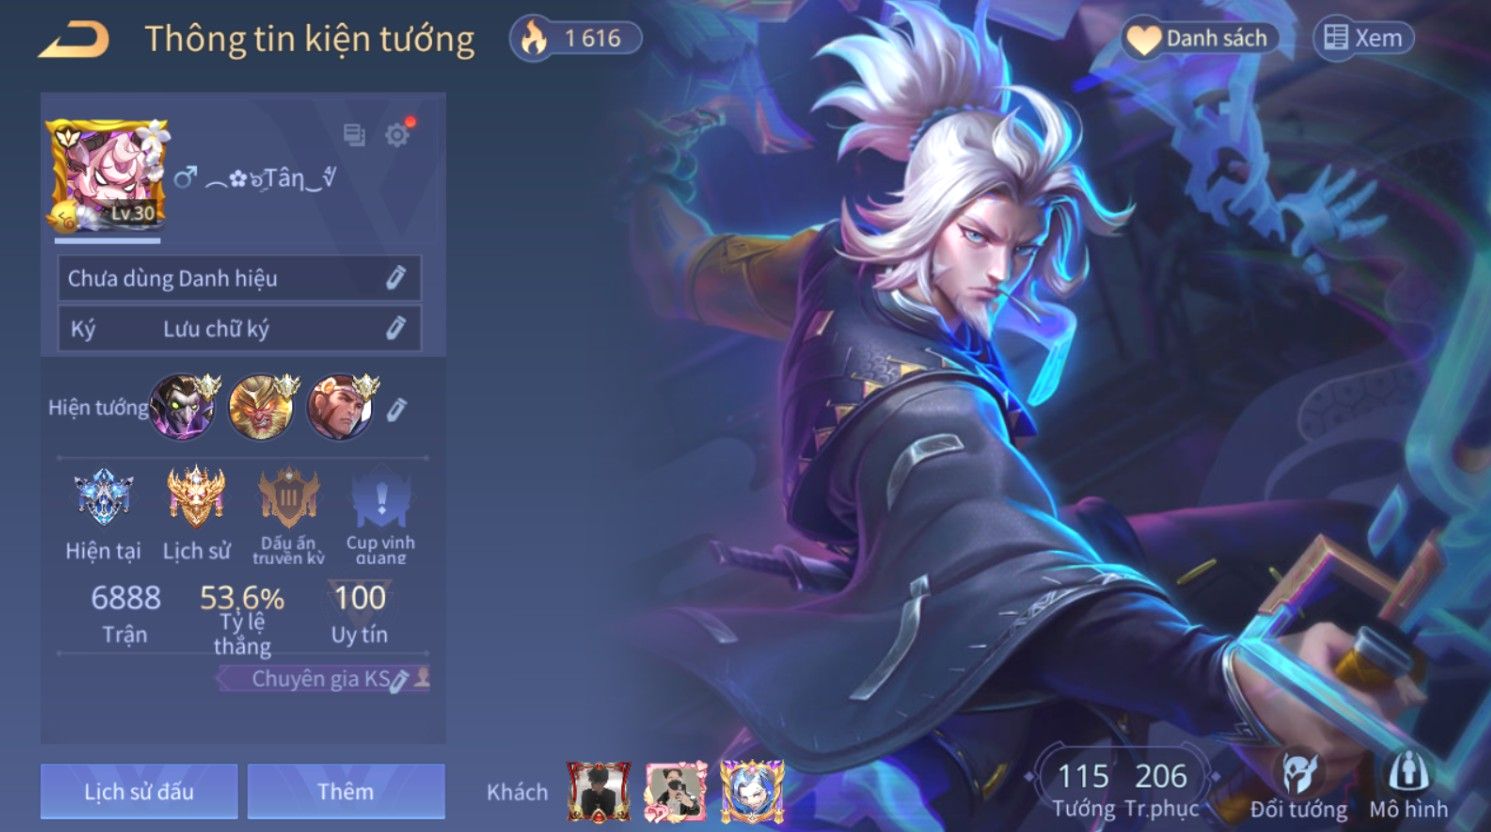 Thông tin kiện tướng
1 616
Danh sách
Xem
Lv.30
Chưa dùng Danh hiệu
Ký Lưu chữ ký
Hiện tướng
Hiện tại
Lịch sử
Dấu ấn
truyền kỳ
Cup vinh
quang
6888
Trận
53.6%
Tỷ lệ
thắng
100
Uy tín
Chuyên gia KS
Lịch sử đấu
Thêm
Khách
115 206
Tướng Tr.phục
Đổi tướng
Mô hình